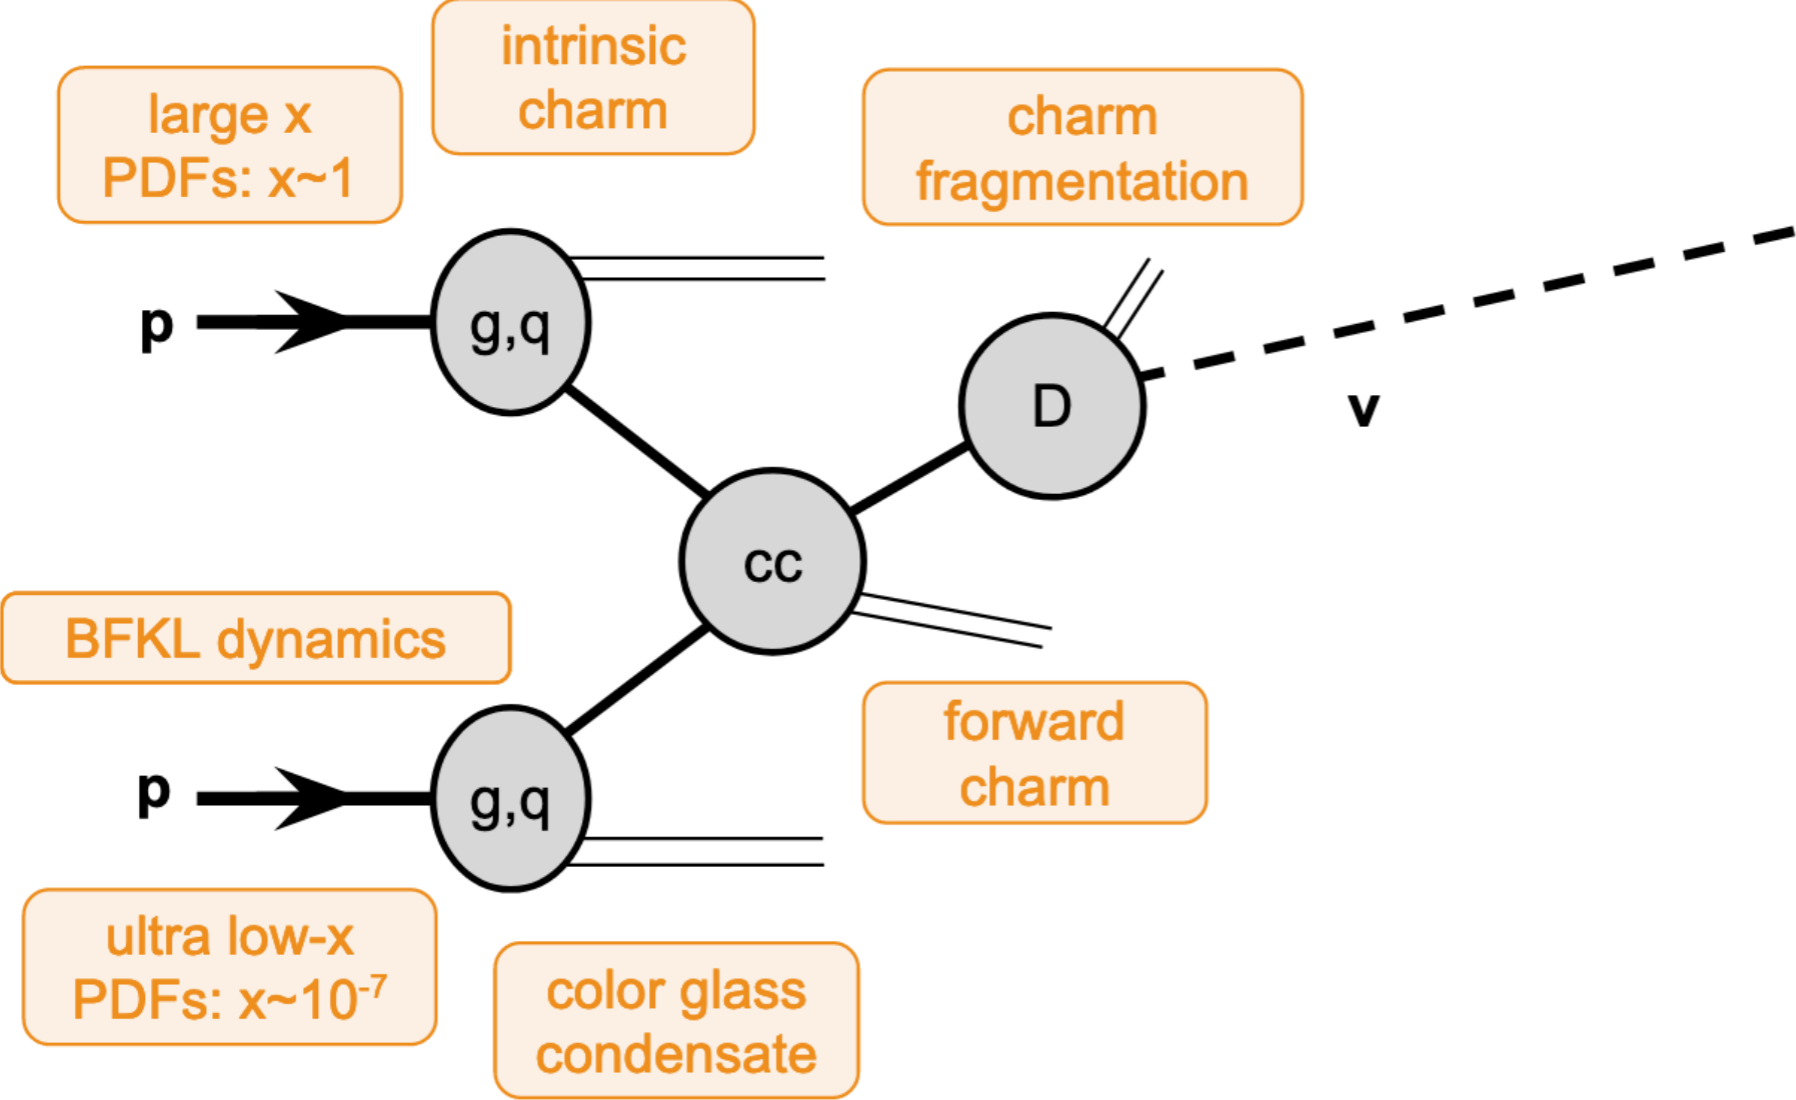 intrinsic
charm
large x
PDFs: x~1
charm
fragmentation
p
g,q
D
v
cc
BFKL dynamics
forward
charm
p
g,q
ultra low-x
PDFs: x~10⁻⁷
color glass
condensate